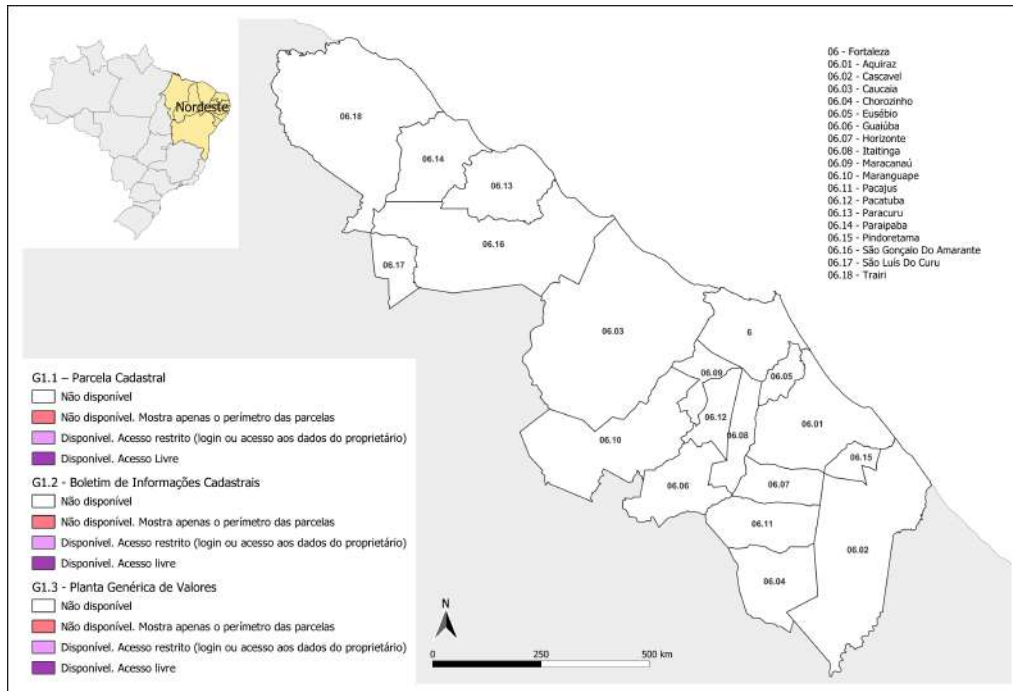 Nordeste
06 - Fortaleza
06.01 - Aquiraz
06.02 - Cascavel
06.03 - Caucaia
06.04 - Chorozinho
06.05 - Eusébio
06.06 - Guaiúba
06.07 - Horizonte
06.08 - Itaitinga
06.09 - Maracanaú
06.10 - Maranguape
06.11 - Pacajus
06.12 - Pacatuba
06.13 - Paracuru
06.14 - Paraipaba
06.15 - Pindoretama
06.16 - São Gonçalo Do Amarante
06.17 - São Luís Do Curu
06.18 - Trairi
06.18
06.14
06.13
06.16
06.17
06.03
6
06.09
06.05
06.12
06.08
06.01
06.10
06.15
06.06
06.07
06.11
06.02
06.04
G1.1 – Parcela Cadastral
Não disponível
Não disponível. Mostra apenas o perímetro das parcelas
Disponível. Acesso restrito (login ou acesso aos dados do proprietário)
Disponível. Acesso Livre
G1.2 - Boletim de Informações Cadastrais
Não disponível
Não disponível. Mostra apenas o perímetro das parcelas
Disponível. Acesso restrito (login ou acesso aos dados do proprietário)
Disponível. Acesso livre
G1.3 - Planta Genérica de Valores
Não disponível
Não disponível. Mostra apenas o perímetro das parcelas
Disponível. Acesso restrito (login ou acesso aos dados do proprietário)
Disponível. Acesso livre
N
0 250 500 km